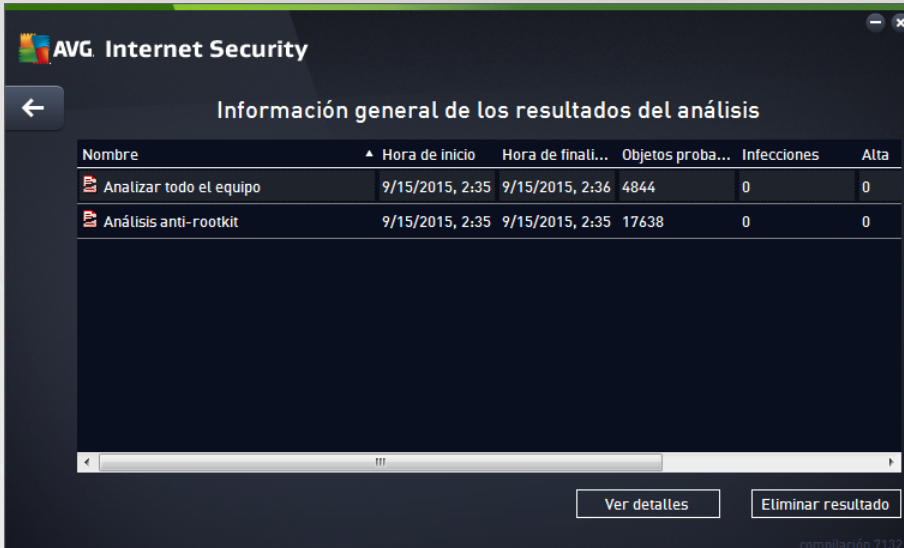 AVG Internet Security
Información general de los resultados del análisis
Nombre Hora de inicio Hora de finali... Objetos proba... Infecciones Alta
Analizar todo el equipo 9/15/2015, 2:35 9/15/2015, 2:36 4844 0 0
Análisis anti-rootkit 9/15/2015, 2:35 9/15/2015, 2:35 17638 0 0
Ver detalles Eliminar resultado
compilación 7132